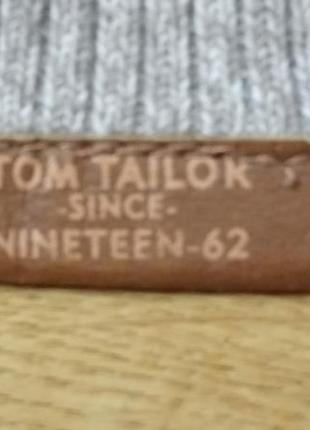 TOM TAILOR
-SINCE-
NINETEEN-62